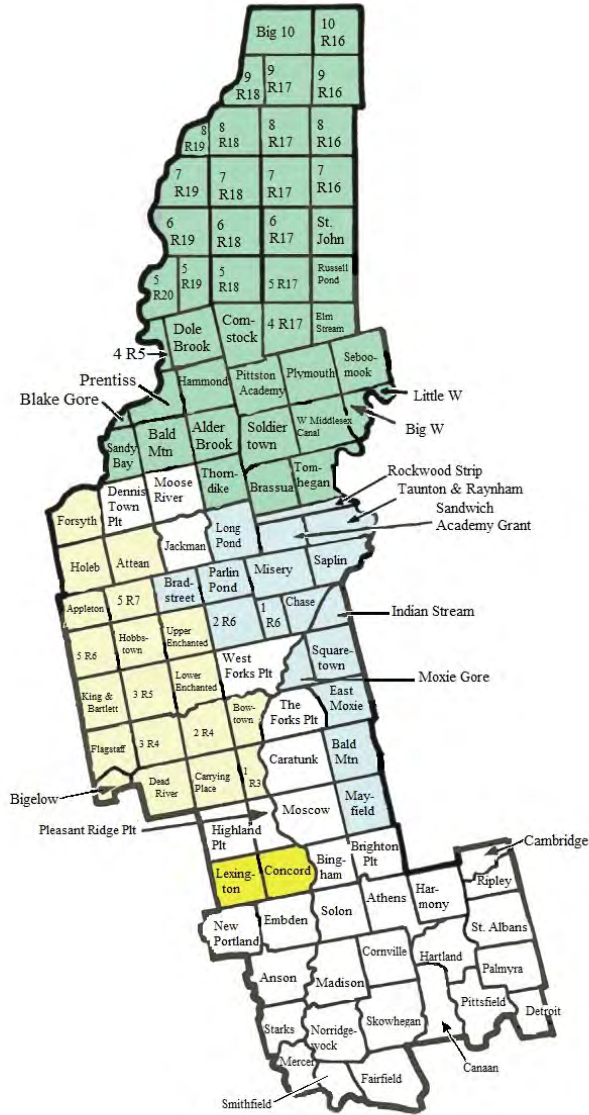 Big 10
10
R16
9
R18
9
R17
9
R16
8
R19
8
R18
8
R17
8
R16
7
R19
7
R18
7
R17
7
R16
6
R19
6
R18
6
R17
St.
John
5
R20
5
R19
5
R18
5 R17
Russell
Pond
4 R5
Dole
Brook
Com-
stock
4 R17
Elm
Stream
Prentiss
Hammond
Pittston
Academy
Plymouth
Seboo-
mook
Little W
Blake Gore
Big W
Sandy
Bay
Bald
Mtn
Alder
Brook
Soldier
town
W Middlesex
Canal
Thorn-
dike
Brassua
Tom-
hegan
Rockwood Strip
Taunton & Raynham
Sandwich
Academy Grant
Forsyth
Dennis
Town
Plt
Moose
River
Jackman
Long
Pond
Holeb
Attean
Brad-
street
Parlin
Pond
Misery
Saplin
Appleton
5 R7
2 R6
1
R6
Chase
Indian Stream
5 R6
Hobbs-
town
Upper
Enchanted
West
Forks Plt
Square-
town
Moxie Gore
King &
Bartlett
3 R5
Lower
Enchanted
Bow-
town
The
Forks Plt
East
Moxie
Flagstaff
3 R4
2 R4
Caratunk
Bald
Mtn
Bigelow
Dead
River
Carrying
Place
1
R3
Moscow
May-
field
Pleasant Ridge Plt
Highland
Plt
Brighton
Plt
Cambridge
Lexing-
ton
Concord
Bing-
ham
Ripley
New
Portland
Embden
Solon
Athens
Har-
mony
St. Albans
Anson
Madison
Cornville
Hartland
Palmyra
Starks
Norridge-
wock
Skowhegan
Pittsfield
Detroit
Mercer
Canaan
Smithfield
Fairfield